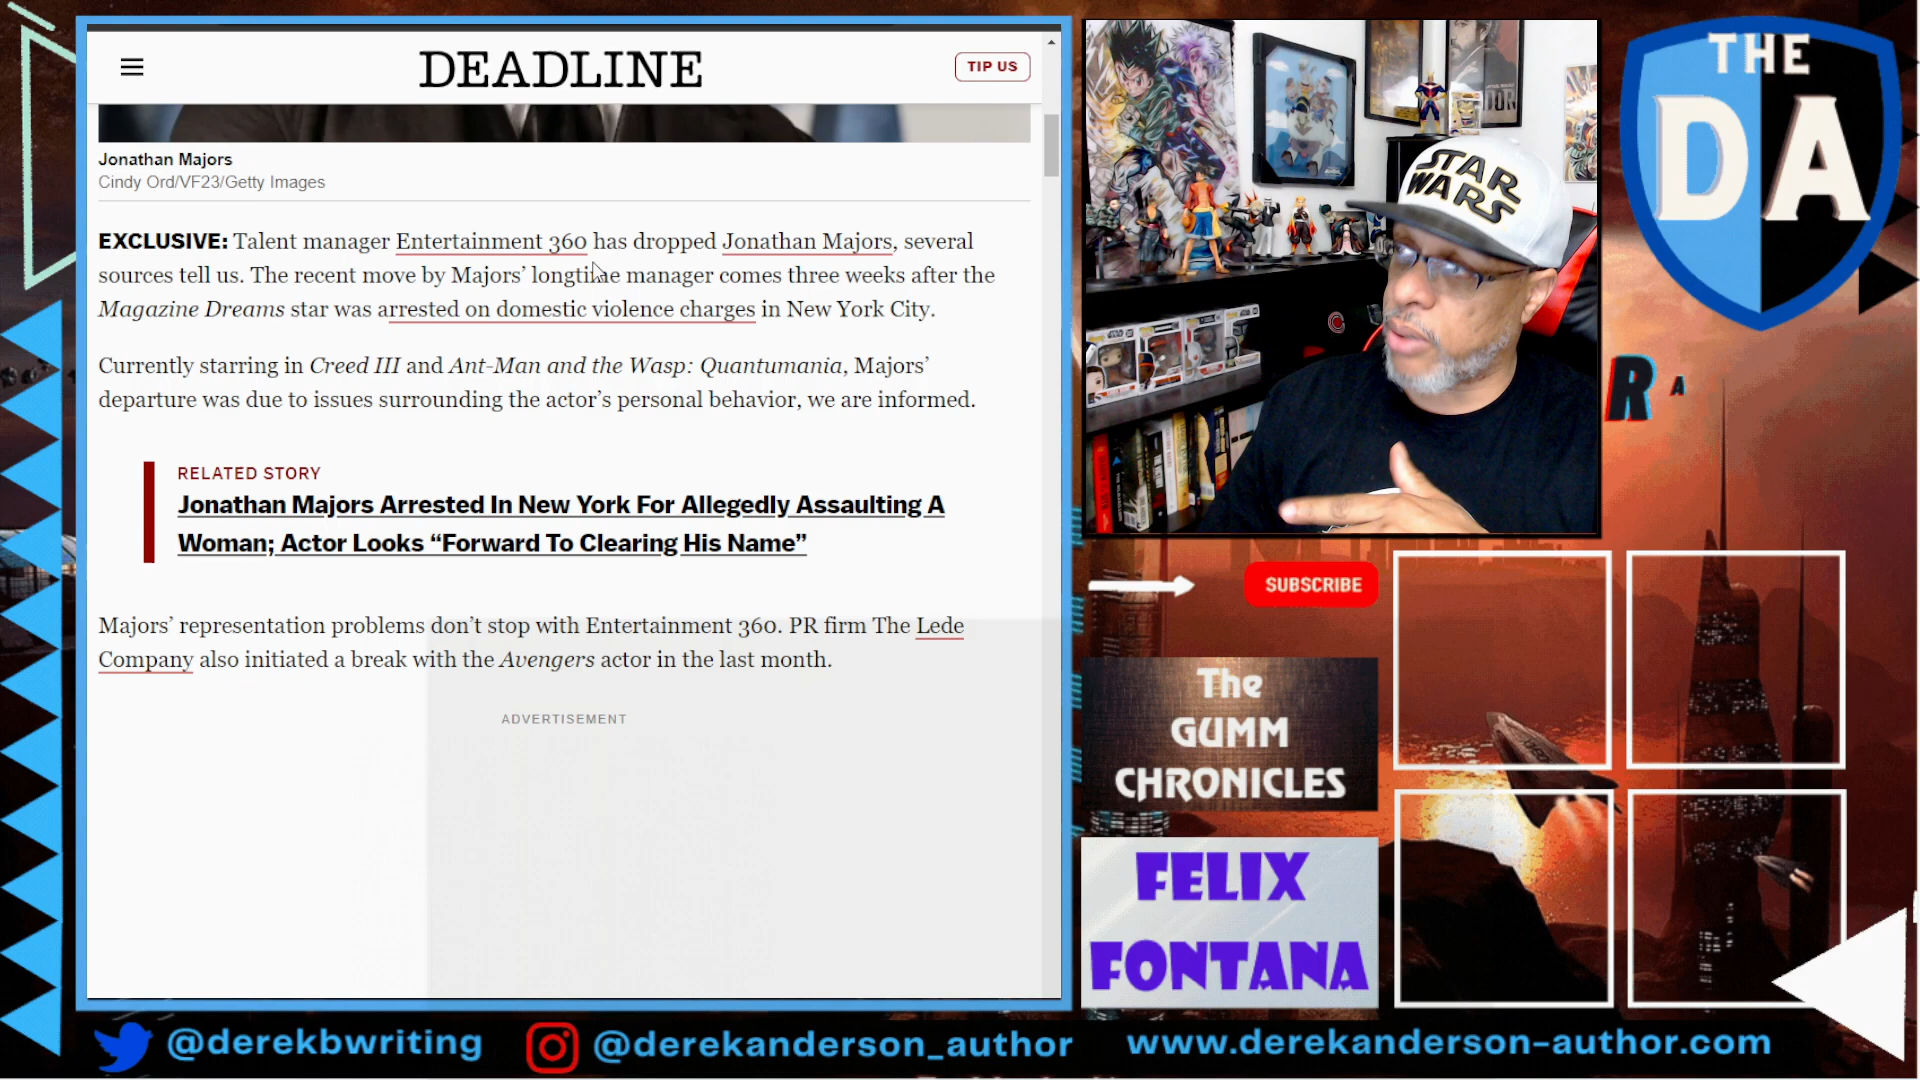 DEADLINE
TIP US
Jonathan Majors
Cindy Ord/VF23/Getty Images
EXCLUSIVE: Talent manager Entertainment 360 has dropped Jonathan Majors, several
sources tell us. The recent move by Majors’ longtime manager comes three weeks after the
Magazine Dreams star was arrested on domestic violence charges in New York City.
Currently starring in Creed III and Ant-Man and the Wasp: Quantumania, Majors’
departure was due to issues surrounding the actor’s personal behavior, we are informed.
RELATED STORY
Jonathan Majors Arrested In New York For Allegedly Assaulting A
Woman; Actor Looks “Forward To Clearing His Name”
Majors’ representation problems don’t stop with Entertainment 360. PR firm The Lede
Company also initiated a break with the Avengers actor in the last month.
ADVERTISEMENT
STAR
WARS
THE
DA
R A
SUBSCRIBE
The
GUMM
CHRONICLES
FELIX
FONTANA
@derekbwriting
@derekanderson_author
www.derekanderson-author.com